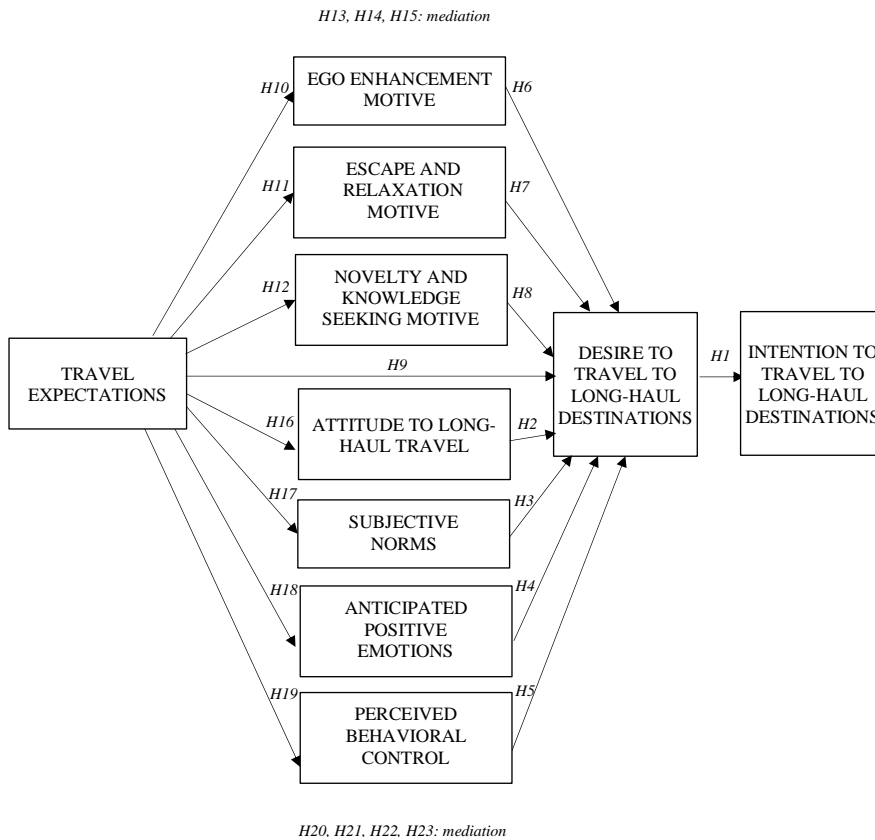 H13, H14, H15: mediation
EGO ENHANCEMENT
MOTIVE
H10
H6
ESCAPE AND
RELAXATION
MOTIVE
H11
H7
NOVELTY AND
KNOWLEDGE
SEEKING MOTIVE
H12
H8
TRAVEL
EXPECTATIONS
H9
DESIRE TO
TRAVEL TO
LONG-HAUL
DESTINATIONS
H1
INTENTION TO
TRAVEL TO
LONG-HAUL
DESTINATIONS
H16
ATTITUDE TO LONG-
HAUL TRAVEL
H2
H17
SUBJECTIVE
NORMS
H3
H18
ANTICIPATED
POSITIVE
EMOTIONS
H4
H19
PERCEIVED
BEHAVIORAL
CONTROL
H5
H20, H21, H22, H23: mediation